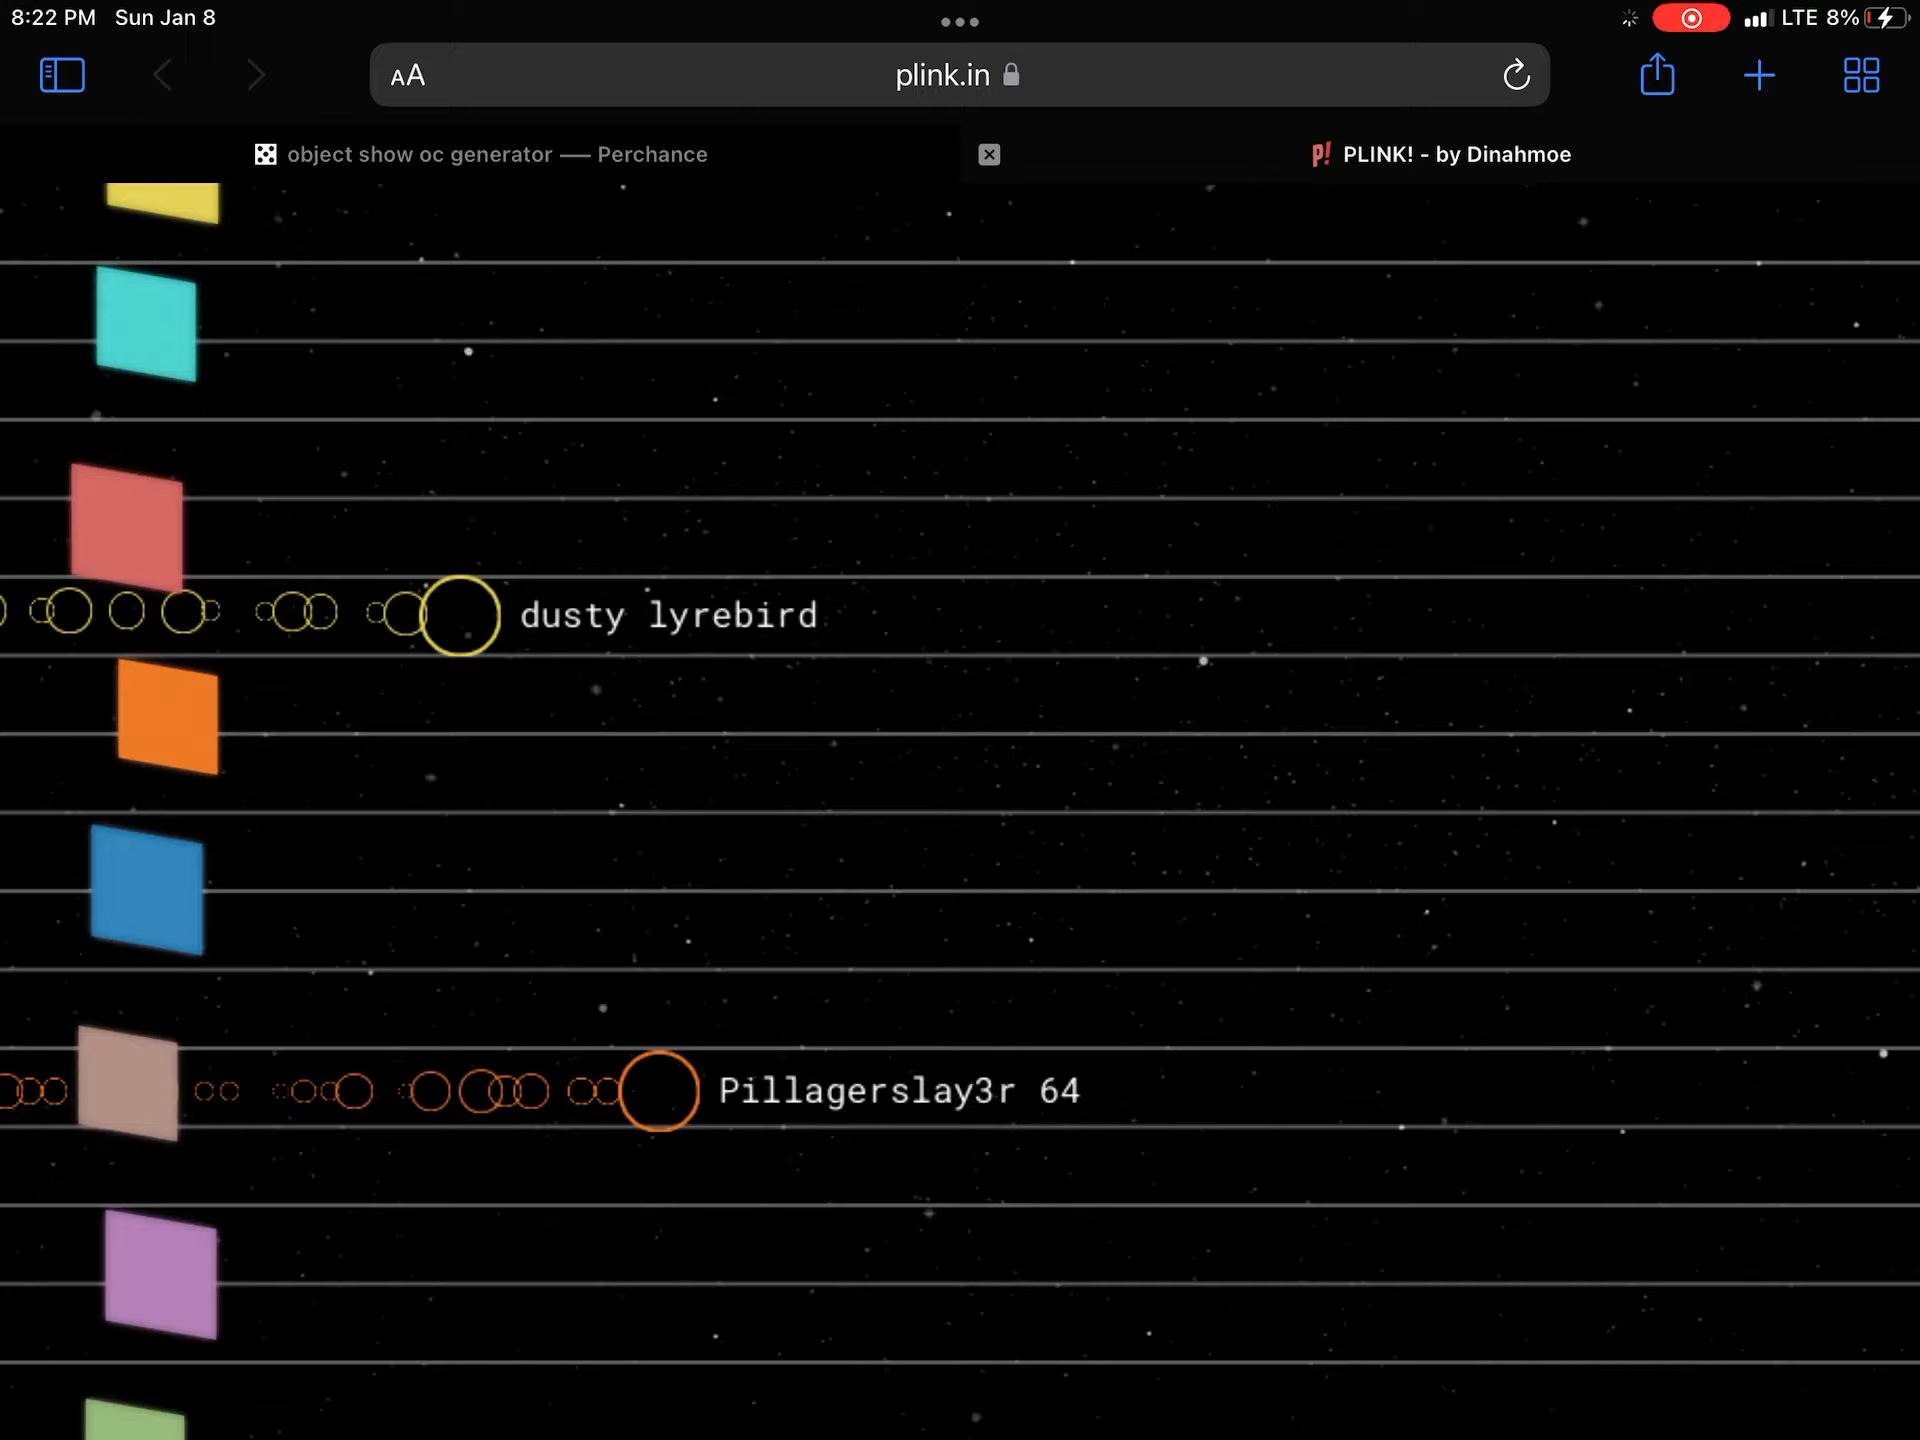 8:22 PM Sun Jan 8
LTE 8%
AA
plink.in
object show oc generator — Perchance
p! PLINK! - by Dinahmoe
dusty lyrebird
Pillagerslay3r 64